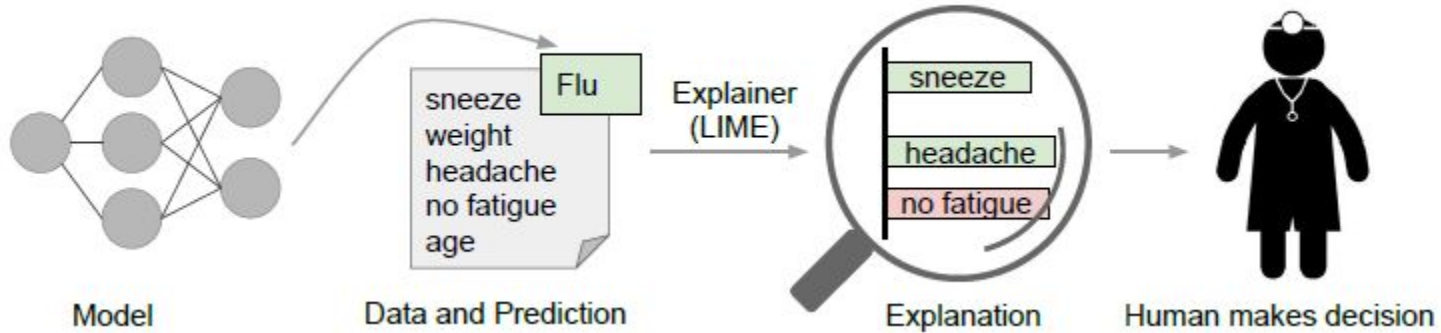 Flu
sneeze
weight
headache
no fatigue
age
Explainer
(LIME)
sneeze
headache
no fatigue
Model
Data and Prediction
Explanation
Human makes decision